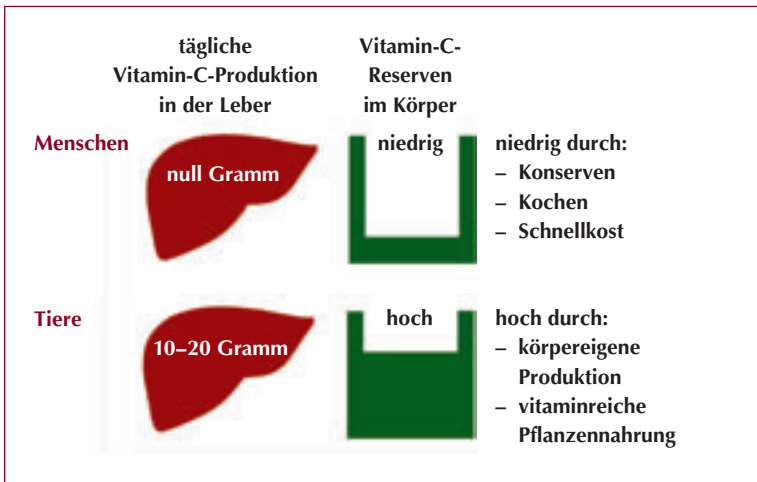 tägliche
Vitamin-C-Produktion
in der Leber
Vitamin-C-
Reserven
im Körper
Menschen
null Gramm
niedrig
niedrig durch:
– Konserven
– Kochen
– Schnellkost
Tiere
10–20 Gramm
hoch
hoch durch:
– körpereigene
Produktion
– vitaminreiche
Pflanzennahrung